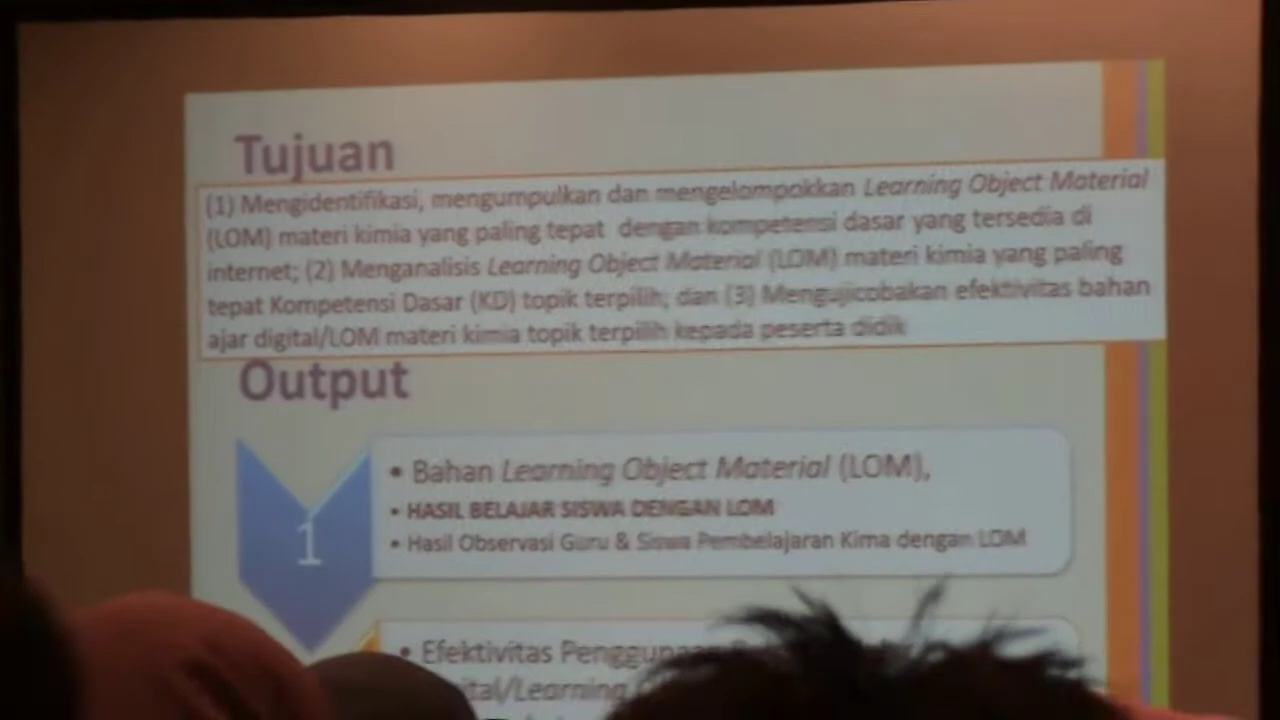 Tujuan
(1) Mengidentifikasi, mengumpulkan dan mengelompokkan Learning Object Material
(LOM) materi kimia yang paling tepat dengan kompetensi dasar yang tersedia di
internet; (2) Menganalisis Learning Object Material (LOM) materi kimia yang paling
tepat Kompetensi Dasar (KD) topik terpilih; dan (3) Mengujicobakan efektivitas bahan
ajar digital/LOM materi kimia topik terpilih kepada peserta didik
Output
1
• Bahan Learning Object Material (LOM),
• HASIL BELAJAR SISWA DENGAN LOM
• Hasil Observasi Guru & Siswa Pembelajaran Kima dengan LOM
• Efektivitas
/Learning